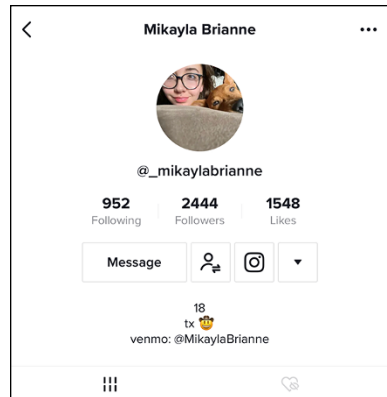 Mikayla Brianne
@_mikaylabrianne
952 2444 1548
Following Followers Likes
Message
18
tx 🤠
venmo: @MikaylaBrianne